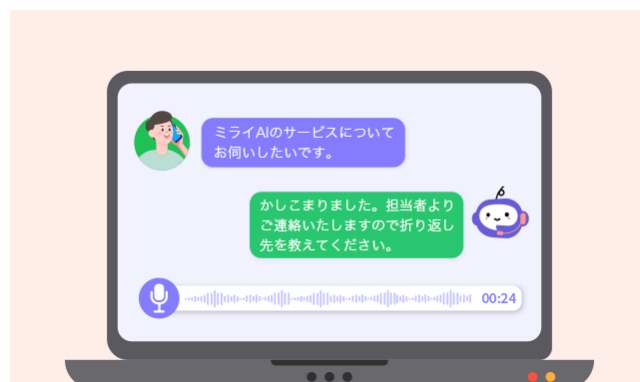 ミライAIのサービスについて
お伺いしたいです。
かしこまりました。担当者より
ご連絡いたしますので折り返し
先を教えてください。
00:24